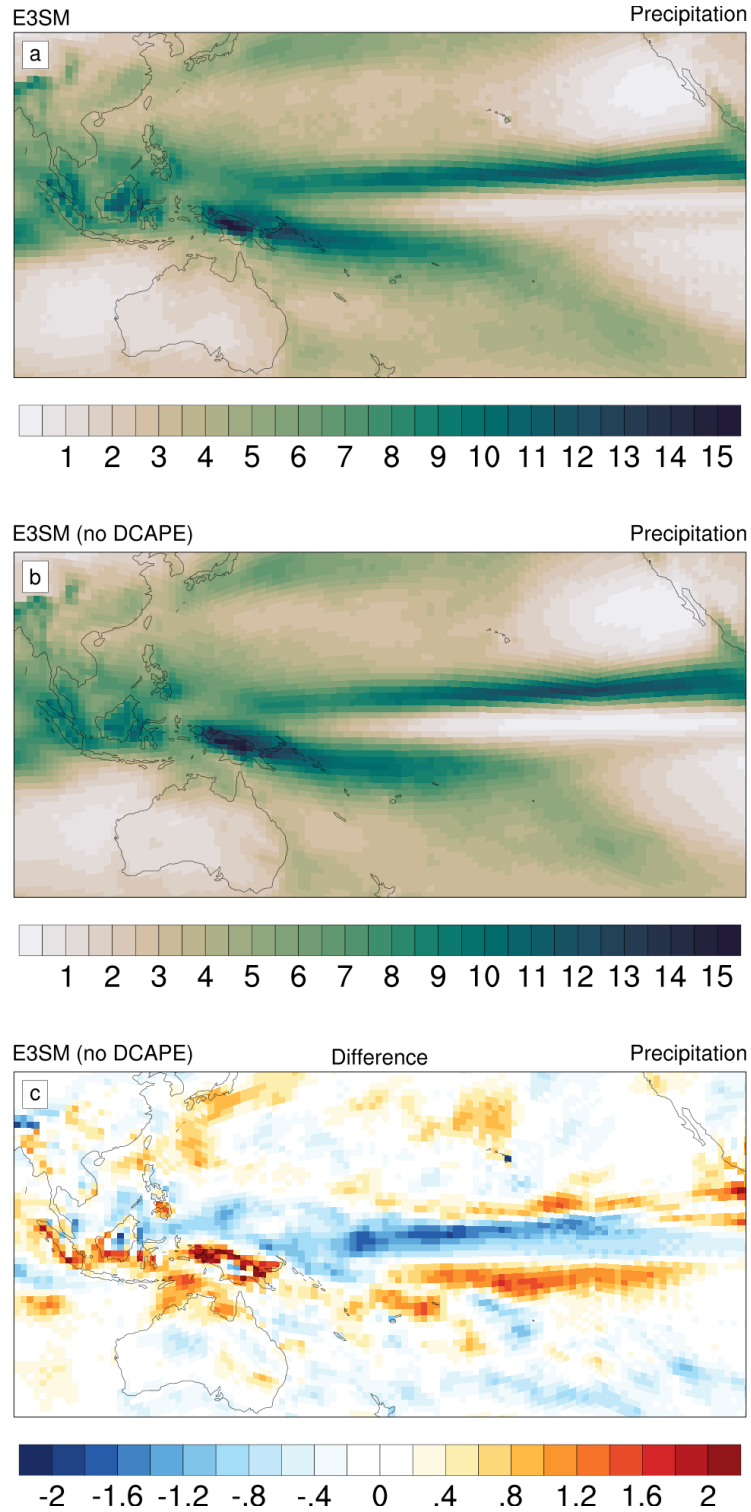 E3SM Precipitation
a
1 2 3 4 5 6 7 8 9 10 11 12 13 14 15
E3SM (no DCAPE) Precipitation
b
1 2 3 4 5 6 7 8 9 10 11 12 13 14 15
E3SM (no DCAPE) Difference Precipitation
c
-2 -1.6 -1.2 -.8 -.4 0 .4 .8 1.2 1.6 2